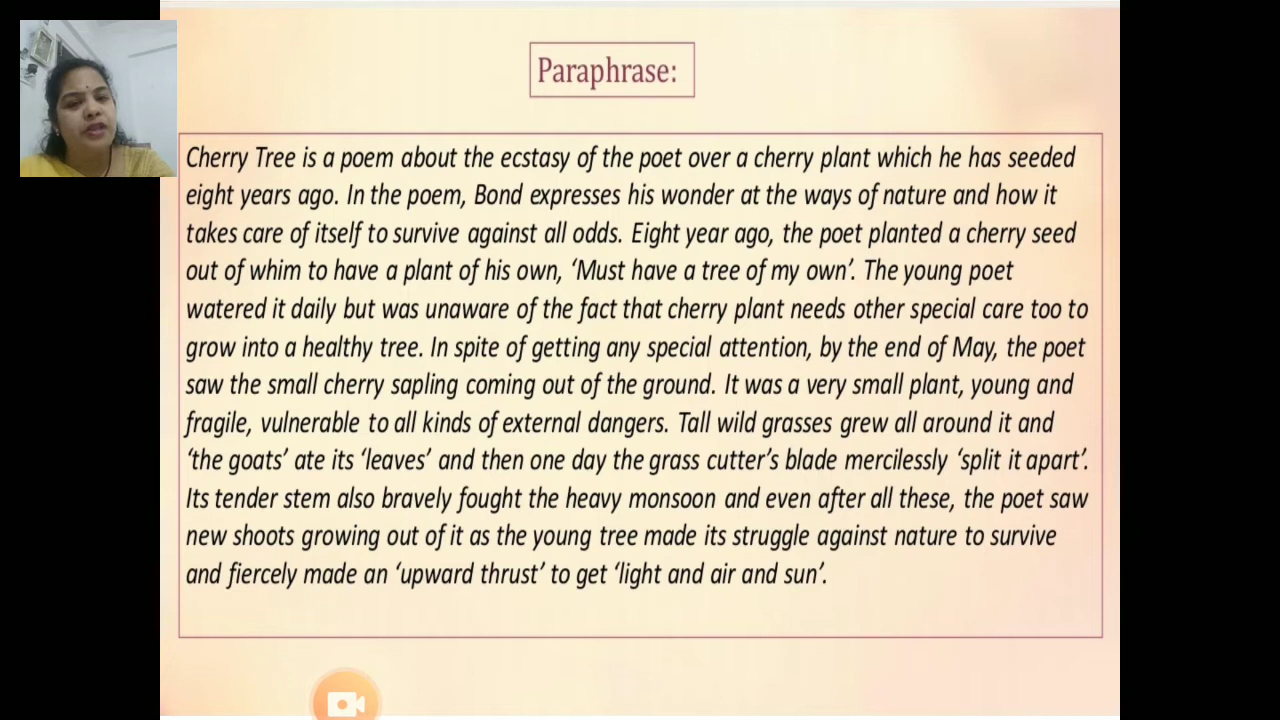 Paraphrase:
Cherry Tree is a poem about the ecstasy of the poet over a cherry plant which he has seeded
eight years ago. In the poem, Bond expresses his wonder at the ways of nature and how it
takes care of itself to survive against all odds. Eight year ago, the poet planted a cherry seed
out of whim to have a plant of his own, ‘Must have a tree of my own’. The young poet
watered it daily but was unaware of the fact that cherry plant needs other special care too to
grow into a healthy tree. In spite of getting any special attention, by the end of May, the poet
saw the small cherry sapling coming out of the ground. It was a very small plant, young and
fragile, vulnerable to all kinds of external dangers. Tall wild grasses grew all around it and
‘the goats’ ate its ‘leaves’ and then one day the grass cutter’s blade mercilessly ‘split it apart’.
Its tender stem also bravely fought the heavy monsoon and even after all these, the poet saw
new shoots growing out of it as the young tree made its struggle against nature to survive
and fiercely made an ‘upward thrust’ to get ‘light and air and sun’.